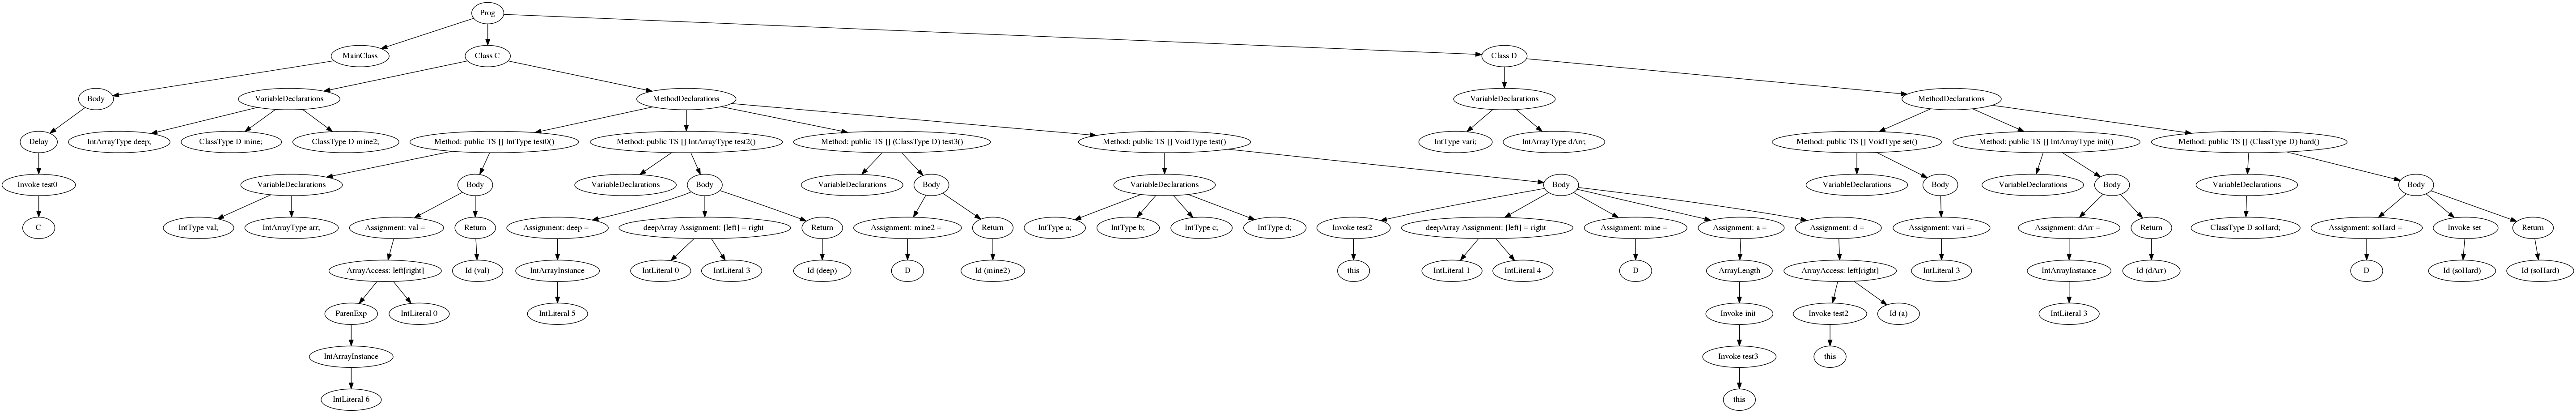 Prog
MainClass
Class C
Class D
Body
VariableDeclarations
MethodDeclarations
VariableDeclarations
MethodDeclarations
Delay
IntArrayType deep;
ClassType D mine;
ClassType D mine2;
Method: public TS [] IntType test0()
Method: public TS [] IntArrayType test2()
Method: public TS [] (ClassType D) test3()
Method: public TS [] VoidType test()
IntType vari;
IntArrayType dArr;
Method: public TS [] VoidType set()
Method: public TS [] IntArrayType init()
Method: public TS [] (ClassType D) hard()
Invoke test0
VariableDeclarations
Body
VariableDeclarations
Body
VariableDeclarations
Body
VariableDeclarations
Body
VariableDeclarations
Body
VariableDeclarations
Body
VariableDeclarations
Body
C
IntType val;
IntArrayType arr;
Assignment: val =
Return
Assignment: deep =
deepArray Assignment: [left] = right
Return
Assignment: mine2 =
Return
IntType a;
IntType b;
IntType c;
IntType d;
Invoke test2
deepArray Assignment: [left] = right
Assignment: mine =
Assignment: a =
Assignment: d =
Assignment: vari =
Assignment: dArr =
Return
ClassType D soHard;
Assignment: soHard =
Invoke set
Return
ArrayAccess: left[right]
Id (val)
IntArrayInstance
IntLiteral 0
IntLiteral 3
Id (deep)
D
Id (mine2)
this
IntLiteral 1
IntLiteral 4
D
ArrayLength
ArrayAccess: left[right]
IntLiteral 3
IntArrayInstance
Id (dArr)
D
Id (soHard)
Id (soHard)
ParenExp
IntLiteral 0
IntLiteral 5
Invoke init
Invoke test2
Id (a)
IntLiteral 3
IntArrayInstance
Invoke test3
this
IntLiteral 6
this